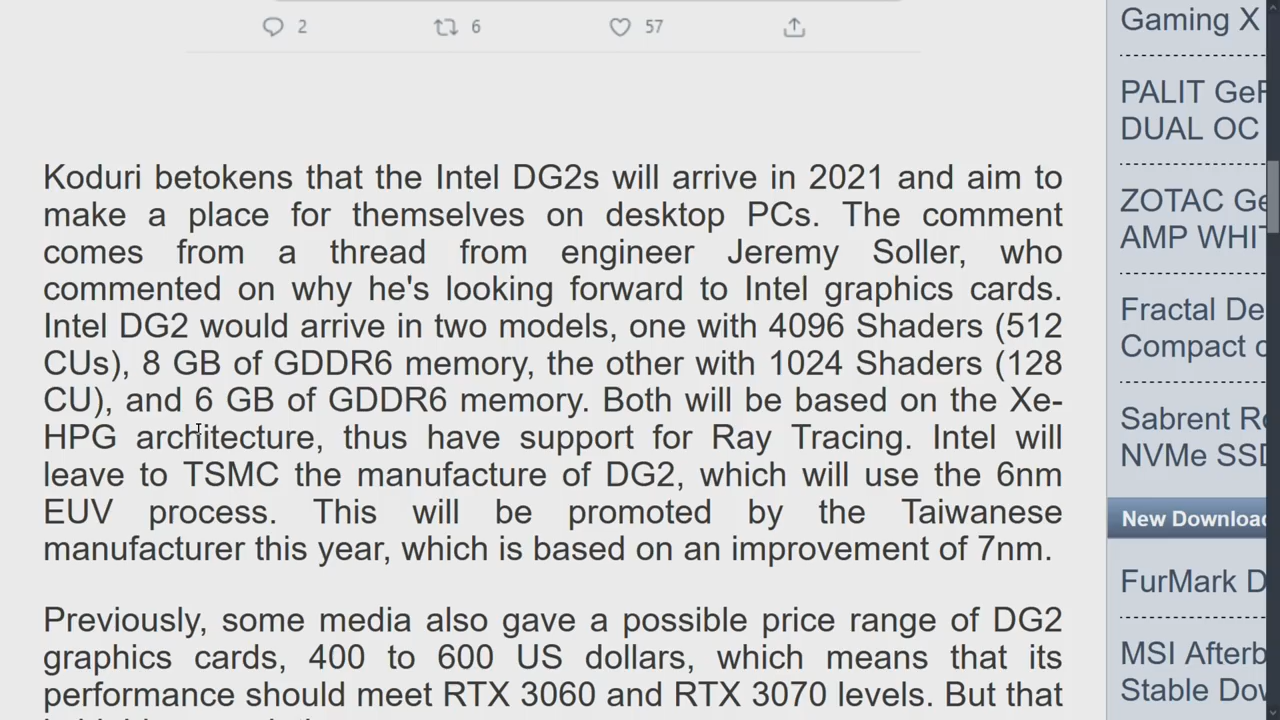 2 6 57
Koduri betokens that the Intel DG2s will arrive in 2021 and aim to
make a place for themselves on desktop PCs. The comment
comes from a thread from engineer Jeremy Soller, who
commented on why he's looking forward to Intel graphics cards.
Intel DG2 would arrive in two models, one with 4096 Shaders (512
CUs), 8 GB of GDDR6 memory, the other with 1024 Shaders (128
CU), and 6 GB of GDDR6 memory. Both will be based on the Xe-
HPG architecture, thus have support for Ray Tracing. Intel will
leave to TSMC the manufacture of DG2, which will use the 6nm
EUV process. This will be promoted by the Taiwanese
manufacturer this year, which is based on an improvement of 7nm.
Previously, some media also gave a possible price range of DG2
graphics cards, 400 to 600 US dollars, which means that its
performance should meet RTX 3060 and RTX 3070 levels. But that
Gaming X
PALIT GeF
DUAL OC
ZOTAC Ge
AMP WHIT
Fractal De
Compact
Sabrent Ro
NVMe SSD
New Downloa
FurMark D
MSI Afterb
Stable Dow